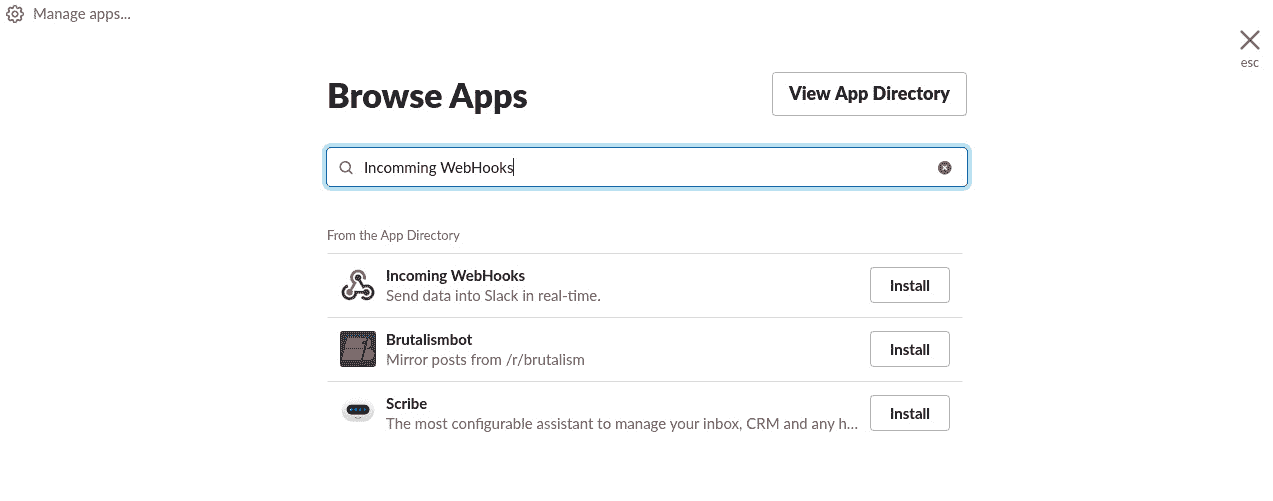 Manage apps...
esc
Browse Apps
View App Directory
Incomming WebHooks
From the App Directory
Incoming WebHooks
Send data into Slack in real-time.
Install
Brutalismbot
Mirror posts from /r/brutalism
Install
Scribe
The most configurable assistant to manage your inbox, CRM and any h...
Install